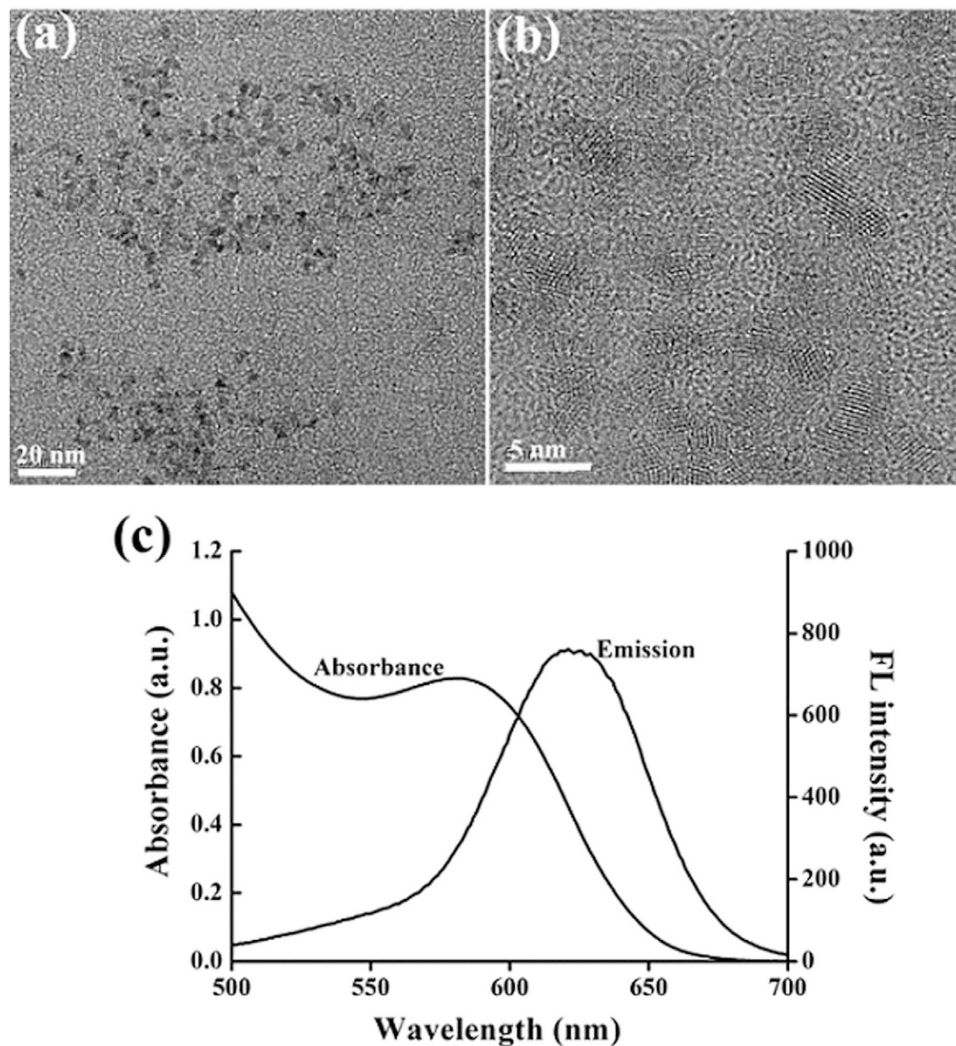 (a)
20 nm
(b)
5 nm
(c)
1.2
1.0
0.8
0.6
0.4
0.2
0.0
Absorbance (a.u.)
Absorbance
Emission
1000
800
600
400
200
0
FL intensity (a.u.)
500
550
600
650
700
Wavelength (nm)